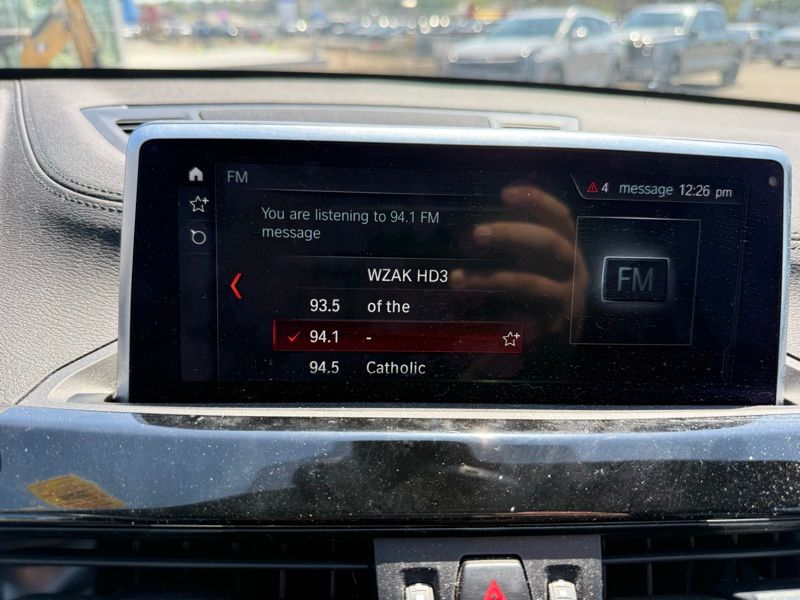 FM
4 message 12:26 pm
You are listening to 94.1 FM
message
FM
WZAK HD3
93.5 of the
94.1 -
94.5 Catholic